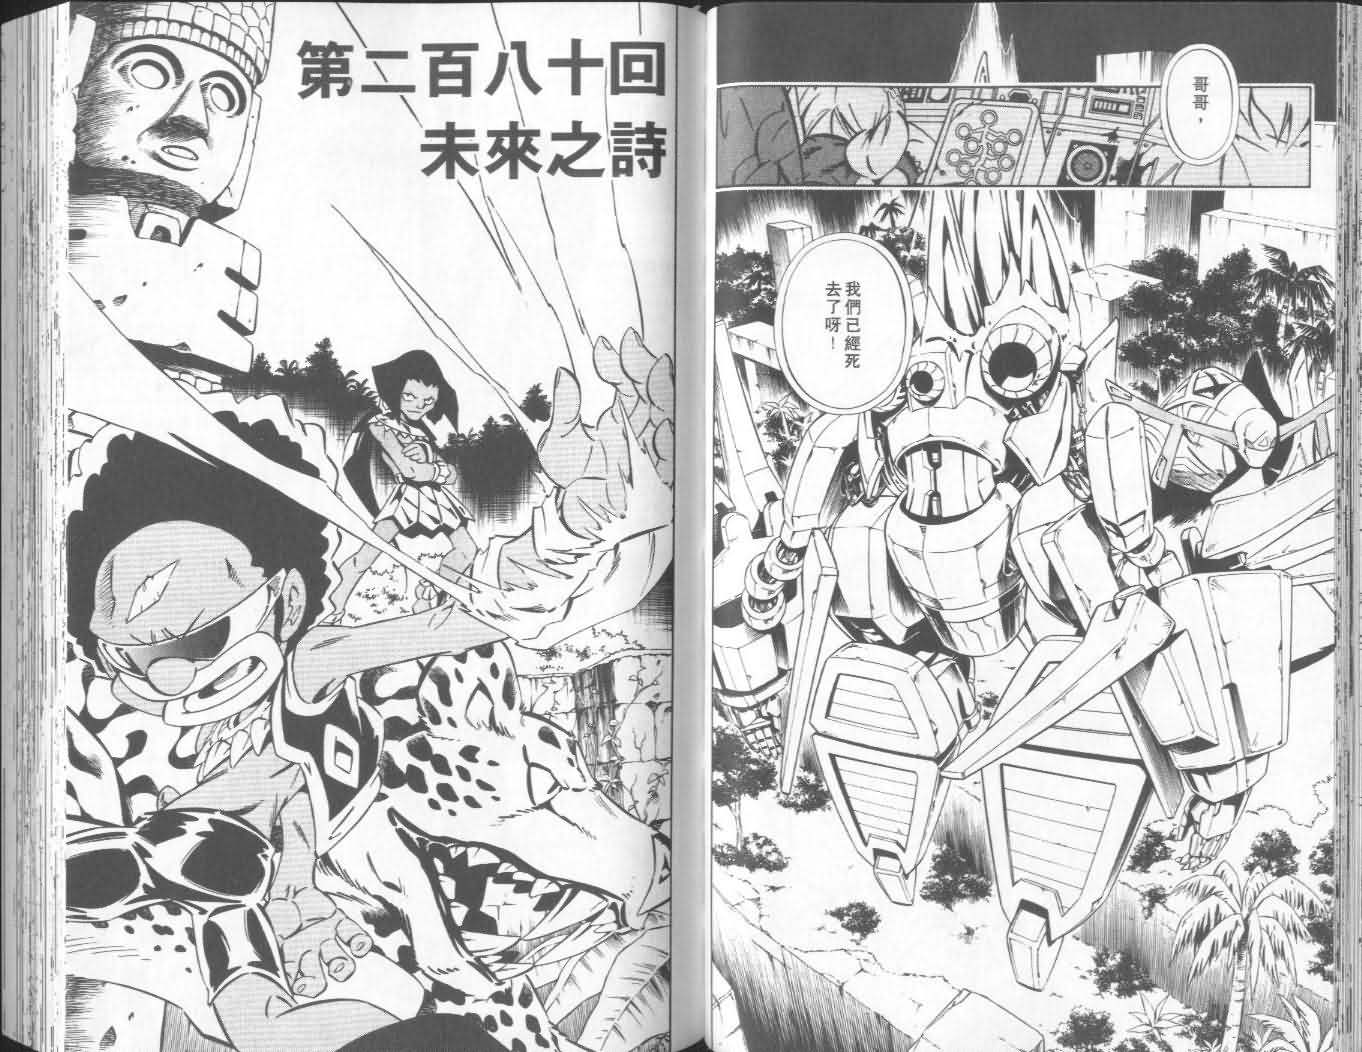 哥哥，
我們已經死
去了呀！
第二百八十回
未來之詩